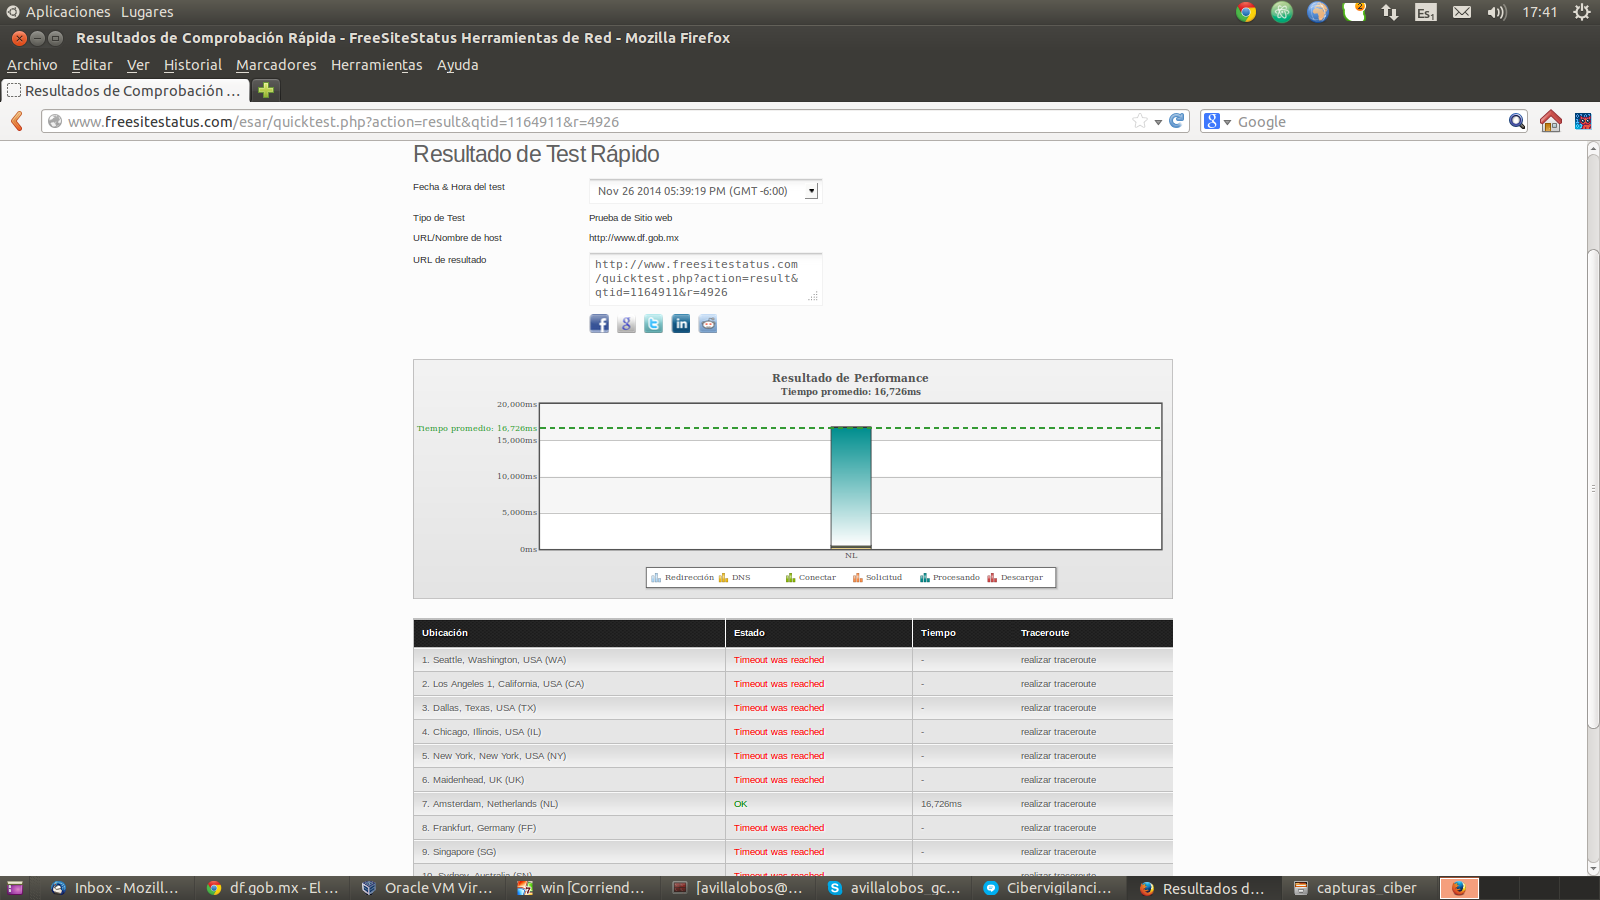 Aplicaciones Lugares
Es1 17:41
Resultados de Comprobación Rápida - FreeSiteStatus Herramientas de Red - Mozilla Firefox
Archivo Editar Ver Historial Marcadores Herramientas Ayuda
Resultados de Comprobación ...
www.freesitestatus.com/esar/quicktest.php?action=result&qtid=1164911&r=4926
Google
Resultado de Test Rápido
Fecha & Hora del test Nov 26 2014 05:39:19 PM (GMT -6:00)
Tipo de Test Prueba de Sitio web
URL/Nombre de host http://www.df.gob.mx
URL de resultado http://www.freesitestatus.com
/quicktest.php?action=result&
qtid=1164911&r=4926
Resultado de Performance
Tiempo promedio: 16,726ms
20,000ms
Tiempo promedio: 16,726ms
15,000ms
10,000ms
5,000ms
0ms
NL
Redirección DNS Conectar Solicitud Procesando Descargar
Ubicación Estado Tiempo Traceroute
1. Seattle, Washington, USA (WA) Timeout was reached - realizar traceroute
2. Los Angeles 1, California, USA (CA) Timeout was reached - realizar traceroute
3. Dallas, Texas, USA (TX) Timeout was reached - realizar traceroute
4. Chicago, Illinois, USA (IL) Timeout was reached - realizar traceroute
5. New York, New York, USA (NY) Timeout was reached - realizar traceroute
6. Maidenhead, UK (UK) Timeout was reached - realizar traceroute
7. Amsterdam, Netherlands (NL) OK 16,726ms realizar traceroute
8. Frankfurt, Germany (FF) Timeout was reached - realizar traceroute
9. Singapore (SG) Timeout was reached - realizar traceroute
10. Sydney, Australia (SN) Timeout was reached - realizar traceroute
Inbox - Mozill... df.gob.mx - El ... Oracle VM Vir... win [Corriend... [avillalobos@... avillalobos_gc... Cibervigilanci... Resultados d... capturas_ciber